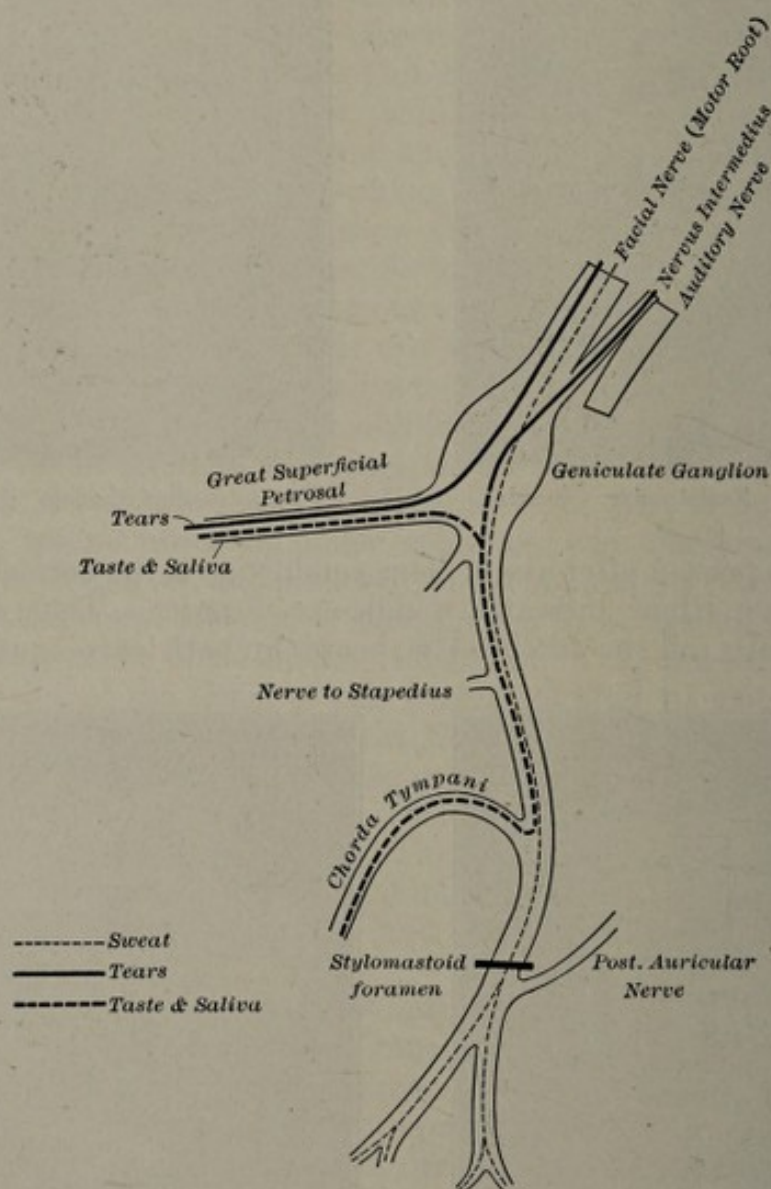 Facial Nerve (Motor Root)
Nervus Intermedius
Auditory Nerve
Great Superficial
Petrosal
Geniculate Ganglion
Tears
Taste & Saliva
Nerve to Stapedius
Chorda Tympani
Sweat
Tears
Taste & Saliva
Stylomastoid
foramen
Post. Auricular
Nerve